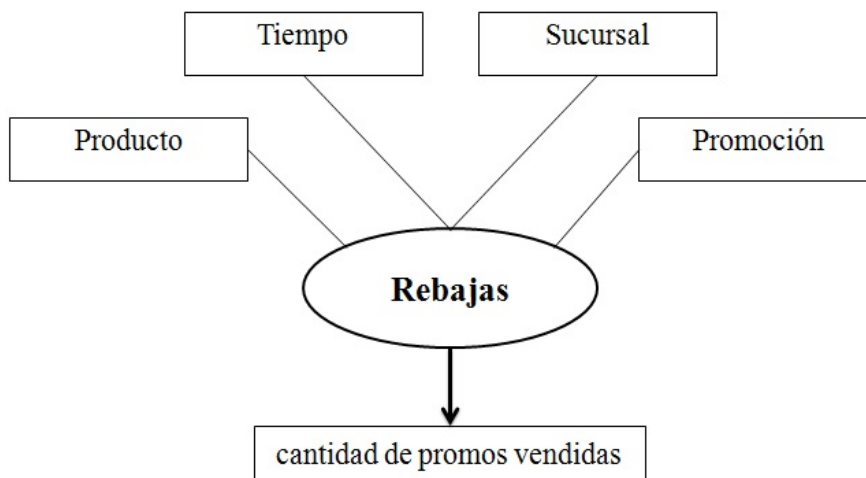 Tiempo
Sucursal
Producto
Promoción
Rebajas
cantidad de promos vendidas